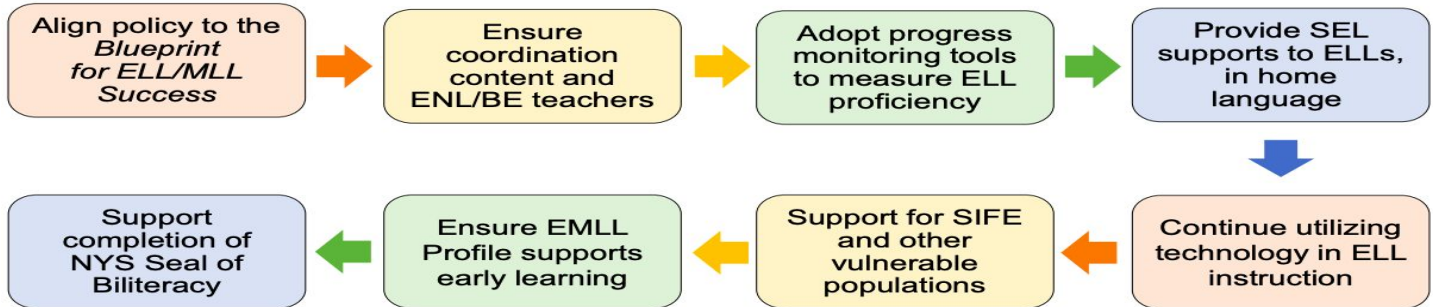 Align policy to the
Blueprint
for ELL/MLL
Success
Ensure
coordination
content and
ENL/BE teachers
Adopt progress
monitoring tools
to measure ELL
proficiency
Provide SEL
supports to ELLs,
in home
language
Continue utilizing
technology in ELL
instruction
Support for SIFE
and other
vulnerable
populations
Ensure EMLL
Profile supports
early learning
Support
completion of
NYS Seal of
Biliteracy